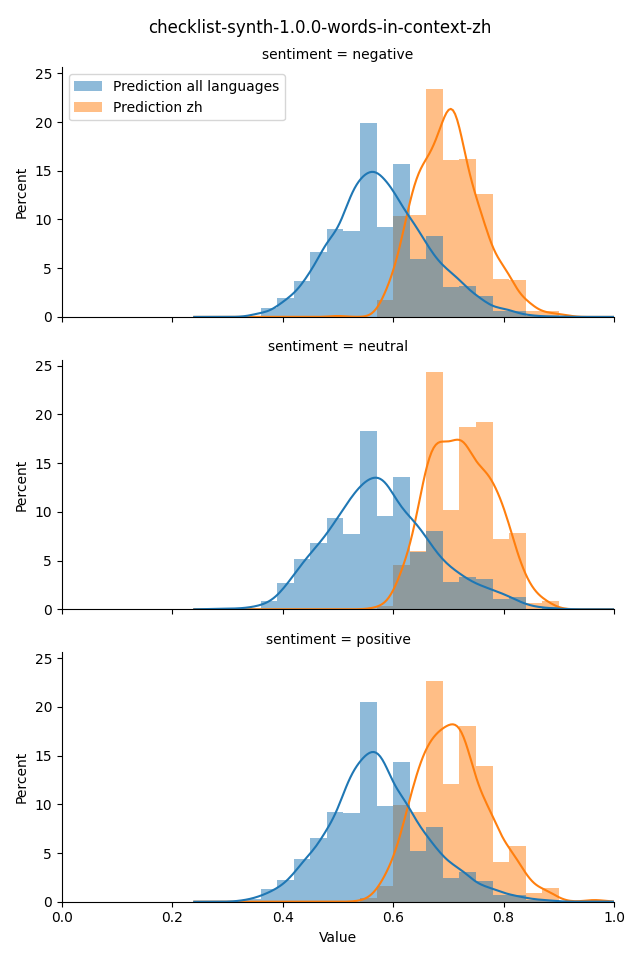 checklist-synth-1.0.0-words-in-context-zh
sentiment = negative
25
20
15
10
5
0
Percent
Prediction all languages
Prediction zh
sentiment = neutral
25
20
15
10
5
0
Percent
sentiment = positive
25
20
15
10
5
0
Percent
0.0 0.2 0.4 0.6 0.8 1.0
Value